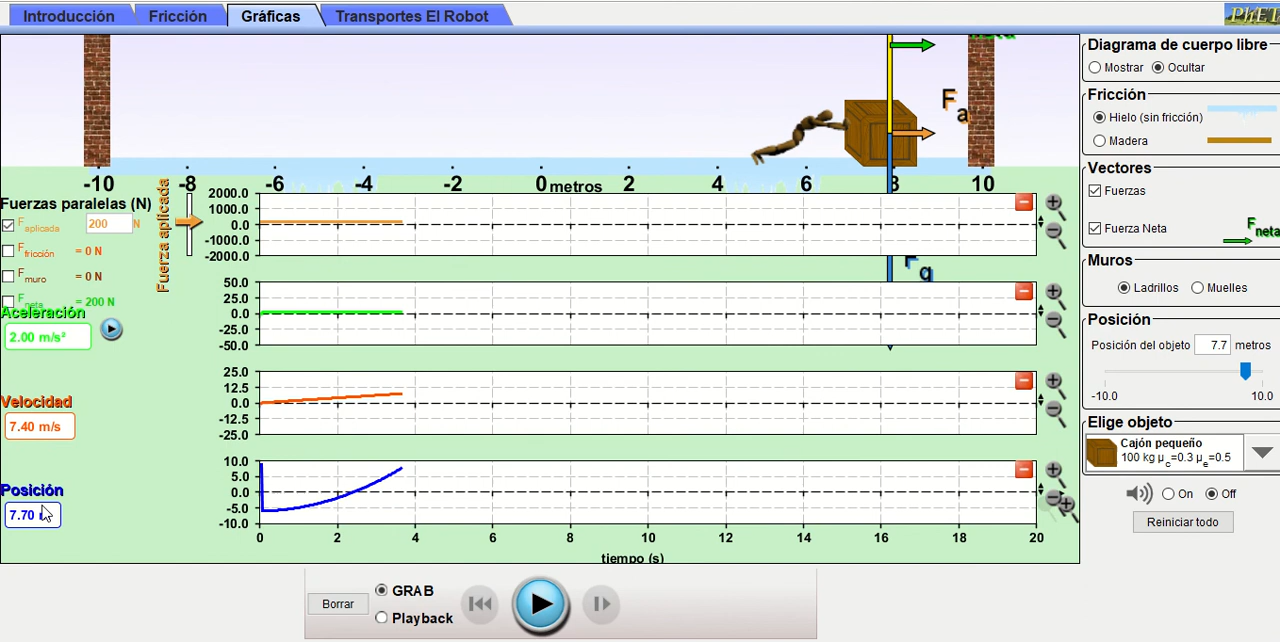 Introducción
Fricción
Gráficas
Transportes El Robot
PhET
F
a
-10
-8
-6
-4
-2
0 metros
2
4
6
8
10
Fuerzas paralelas (N)
F aplicada 200 N
F fricción = 0 N
F muro = 0 N
F neta = 200 N
Fuerza aplicada
2000.0
1000.0
0.0
-1000.0
-2000.0
F g
Aceleración
2.00 m/s²
50.0
25.0
0.0
-25.0
-50.0
Velocidad
7.40 m/s
25.0
12.5
0.0
-12.5
-25.0
Posición
7.70
10.0
5.0
0.0
-5.0
-10.0
0
2
4
6
8
10
12
14
16
18
20
tiempo (s)
Borrar
GRAB
Playback
Diagrama de cuerpo libre
Mostrar
Ocultar
Fricción
Hielo (sin fricción)
Madera
Vectores
Fuerzas
Fuerza Neta
F neta
Muros
Ladrillos
Muelles
Posición
Posición del objeto 7.7 metros
-10.0
10.0
Elige objeto
Cajón pequeño
100 kg μc=0.3 μe=0.5
On
Off
Reiniciar todo